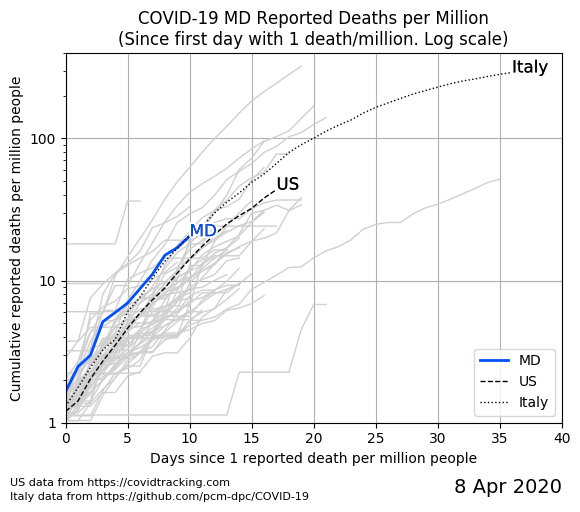 COVID-19 MD Reported Deaths per Million
(Since first day with 1 death/million. Log scale)
Cumulative reported deaths per million people
100
10
1
Italy
US
MD
MD
US
Italy
0 5 10 15 20 25 30 35 40
Days since 1 reported death per million people
US data from https://covidtracking.com
Italy data from https://github.com/pcm-dpc/COVID-19
8 Apr 2020